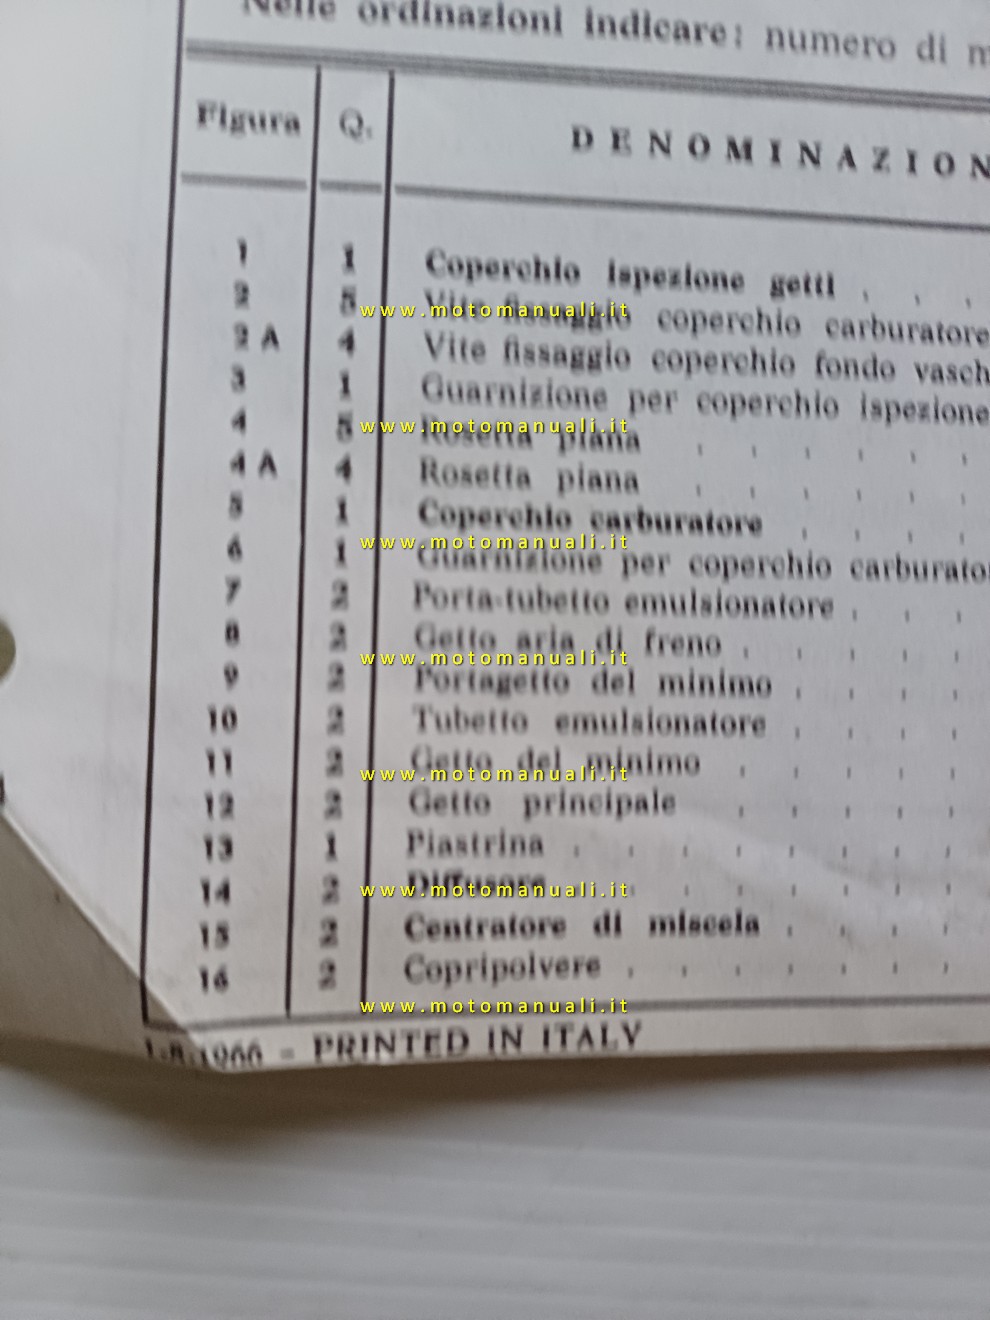 Nelle ordinazioni indicare: numero di m
Figura Q. DENOMINAZION
1 1 Coperchio ispezione getti . . .
2 5 Vite fissaggio coperchio carburatore
2 A 4 Vite fissaggio coperchio fondo vasch
3 1 Guarnizione per coperchio ispezione
4 5 Rosetta piana . . . . . .
4 A 4 Rosetta piana . . . . . .
5 1 Coperchio carburatore . . . .
6 1 Guarnizione per coperchio carburato
7 2 Porta-tubetto emulsionatore . . .
8 2 Getto aria di freno . . . . .
9 2 Portagetto del minimo . . . .
10 2 Tubetto emulsionatore . . . .
11 2 Getto del minimo . . . . .
12 2 Getto principale . . . . .
13 1 Piastrina . . . . . . . .
14 2 Diffusore . . . . . . .
15 2 Centratore di miscela . . . .
16 2 Copripolvere . . . . . . .
1-8-1966 - PRINTED IN ITALY
www.motomanuali.it
www.motomanuali.it
www.motomanuali.it
www.motomanuali.it
www.motomanuali.it
www.motomanuali.it
www.motomanuali.it